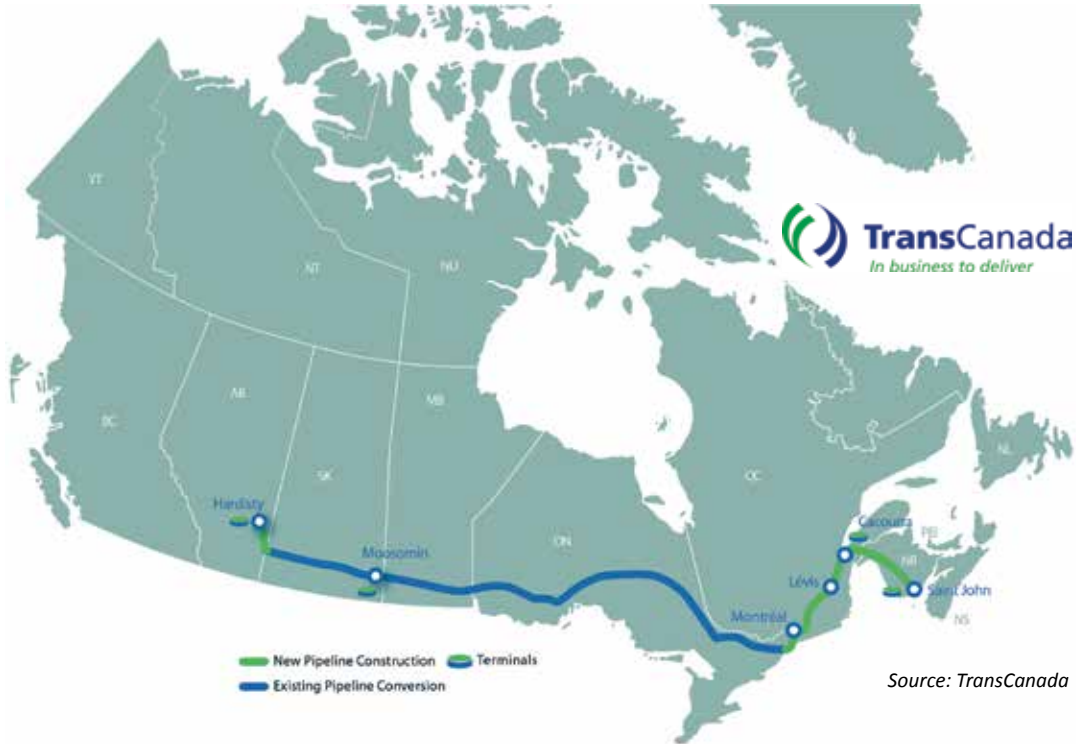 YT
NT
NU
TransCanada
In business to deliver
BC
AB
SK
MB
ON
QC
NL
Hardisty
Moosomin
Cacouna
PEI
NB
Lévis
Saint John
Montréal
NS
New Pipeline Construction
Terminals
Existing Pipeline Conversion
Source: TransCanada